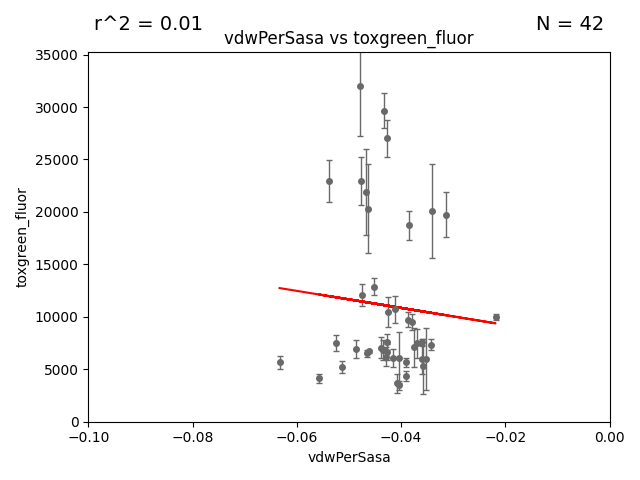 r^2 = 0.01
N = 42
vdwPerSasa vs toxgreen_fluor
35000
30000
25000
20000
15000
10000
5000
0
toxgreen_fluor
−0.10
−0.08
−0.06
−0.04
−0.02
0.00
vdwPerSasa